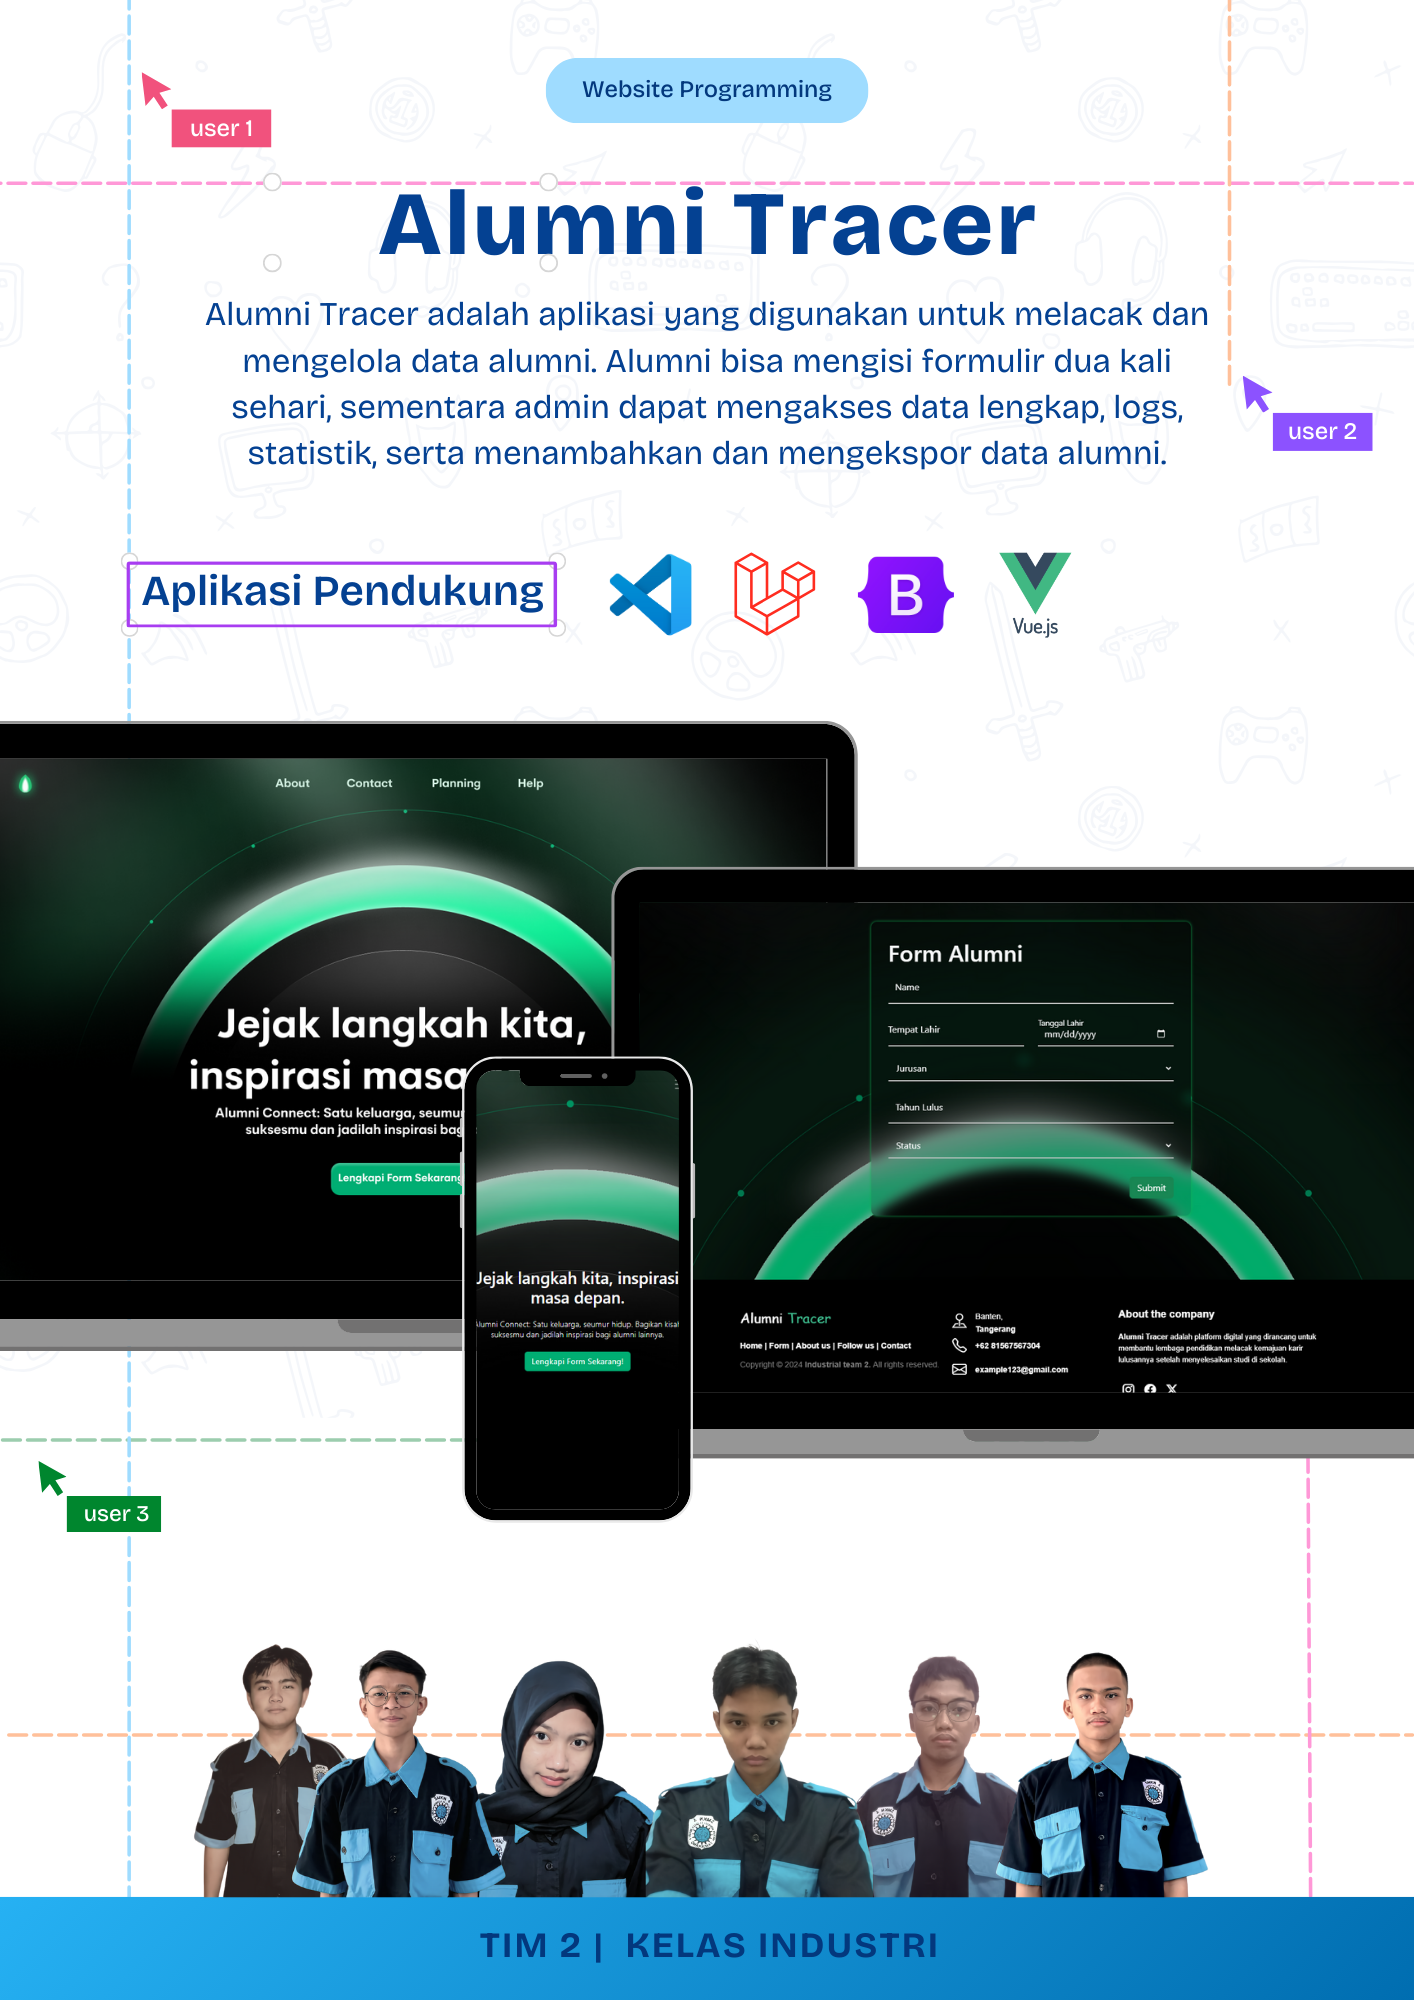 Website Programming
user 1
Alumni Tracer
Alumni Tracer adalah aplikasi yang digunakan untuk melacak dan
mengelola data alumni. Alumni bisa mengisi formulir dua kali
sehari, sementara admin dapat mengakses data lengkap, logs,
statistik, serta menambahkan dan mengekspor data alumni.
user 2
Aplikasi Pendukung
B
Vue.js
About Contact Planning Help
Jejak langkah kita,
inspirasi masa
Alumni Connect: Satu keluarga, seumur
suksesmu dan jadilah inspirasi bag
Lengkapi Form Sekarang
Form Alumni
Name
Tempat Lahir
Tanggal Lahir
mm/dd/yyyy
Jurusan
Tahun Lulus
Status
Submit
Jejak langkah kita, inspirasi
masa depan.
Alumni Connect: Satu keluarga, seumur hidup. Bagikan kisah
suksesmu dan jadilah inspirasi bagi alumni lainnya.
Lengkapi Form Sekarang!
Alumni Tracer
Home | Form | About us | Follow us | Contact
Copyright © 2024 Industrial team 2. All rights reserved.
Banten,
Tangerang
+62 81567567304
example123@gmail.com
About the company
Alumni Tracer adalah platform digital yang dirancang untuk
membantu lembaga pendidikan melacak kemajuan karir
lulusannya setelah menyelesaikan studi di sekolah.
user 3
TIM 2 | KELAS INDUSTRI